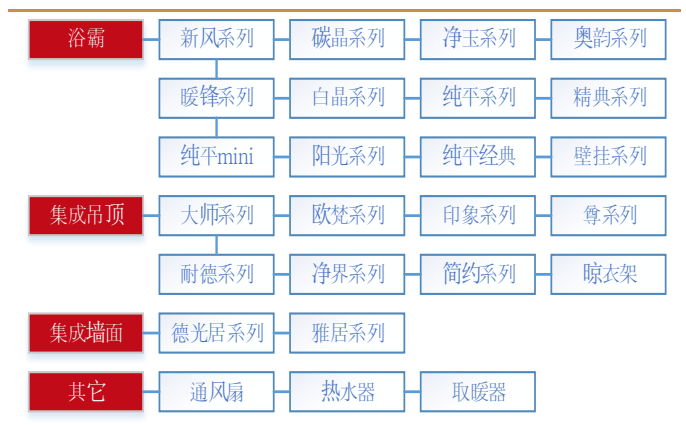 浴霸 新风系列 碳晶系列 净玉系列 奥韵系列
暖锋系列 白晶系列 纯平系列 精典系列
纯平mini 阳光系列 纯平经典 壁挂系列
集成吊顶 大师系列 欧梵系列 印象系列 尊系列
耐德系列 净界系列 简约系列 晾衣架
集成墙面 德光居系列 雅居系列
其它 通风扇 热水器 取暖器